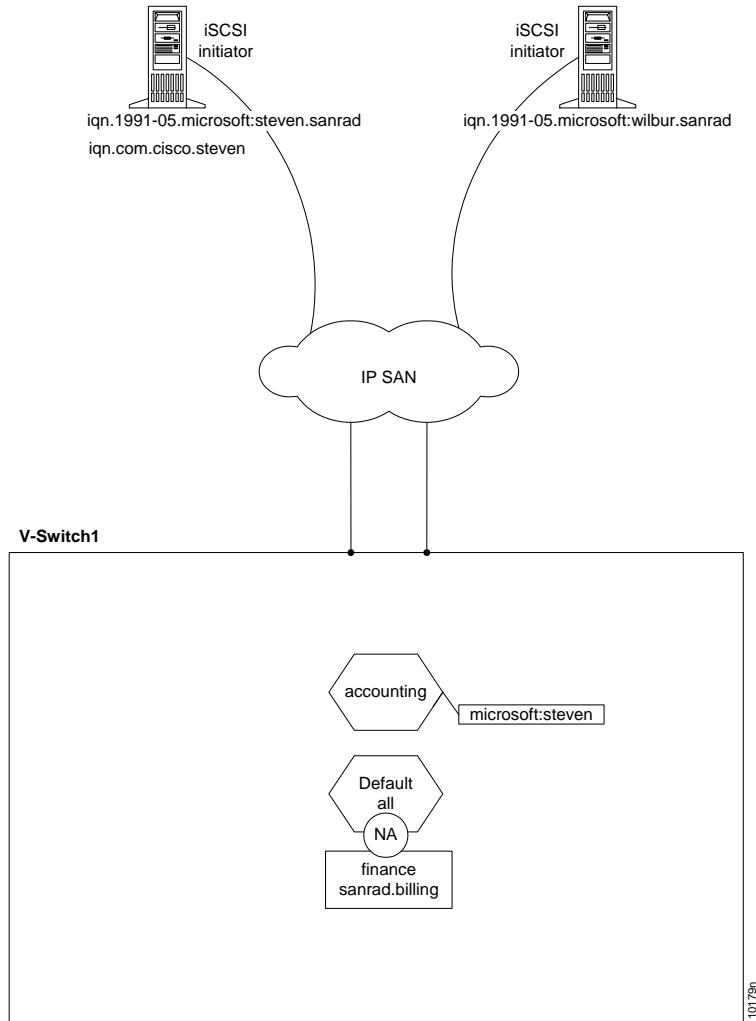 iSCSI
initiator
iSCSI
initiator
iqn.1991-05.microsoft:steven.sanrad
iqn.com.cisco.steven
iqn.1991-05.microsoft:wilbur.sanrad
IP SAN
V-Switch1
accounting
microsoft:steven
Default
all
NA
finance
sanrad.billing
10179n